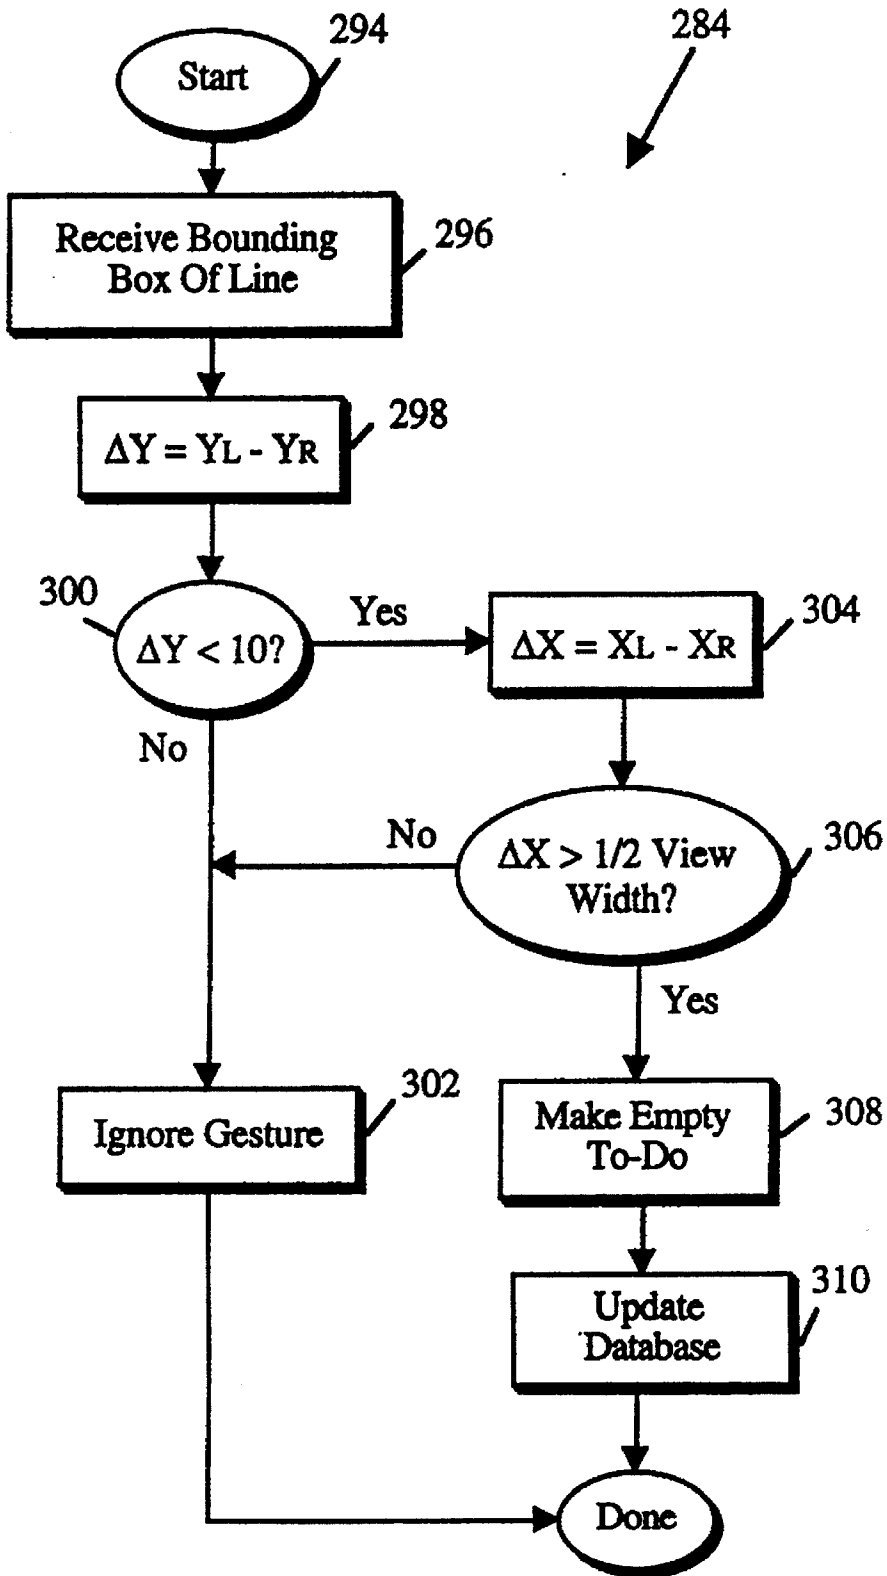 294
284
Start
Receive Bounding
Box Of Line
296
298
ΔY = YL - YR
300
ΔY < 10?
Yes
ΔX = XL - XR
304
No
No
ΔX > 1/2 View
Width?
306
Yes
302
Ignore Gesture
Make Empty
To-Do
308
310
Update
Database
Done